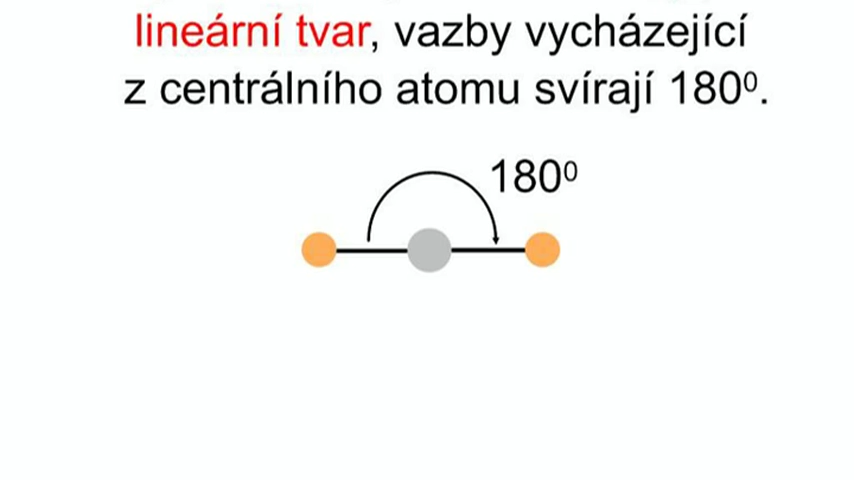 lineární tvar, vazby vycházející
z centrálního atomu svírají 180⁰.
180⁰